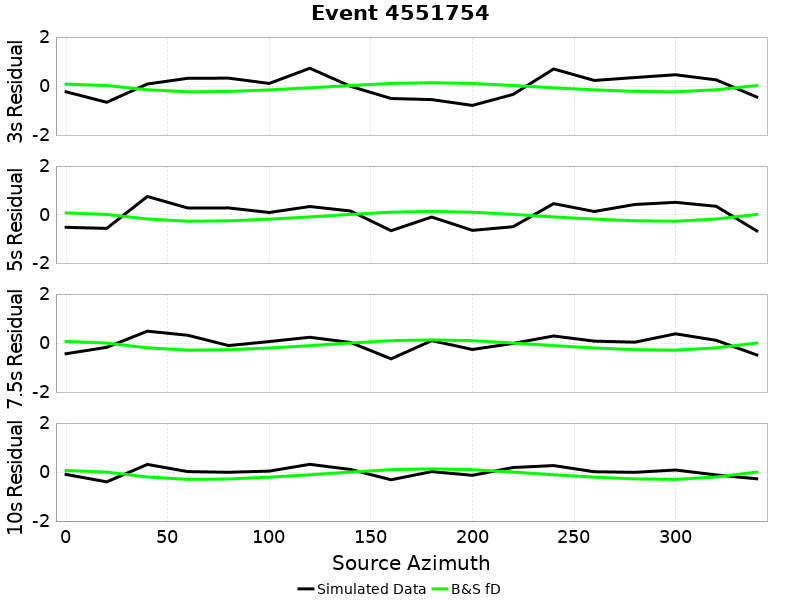 Event 4551754
3s Residual
2
0
-2
5s Residual
2
0
-2
7.5s Residual
2
0
-2
10s Residual
2
0
-2
0 50 100 150 200 250 300
Source Azimuth
Simulated Data B&S fD